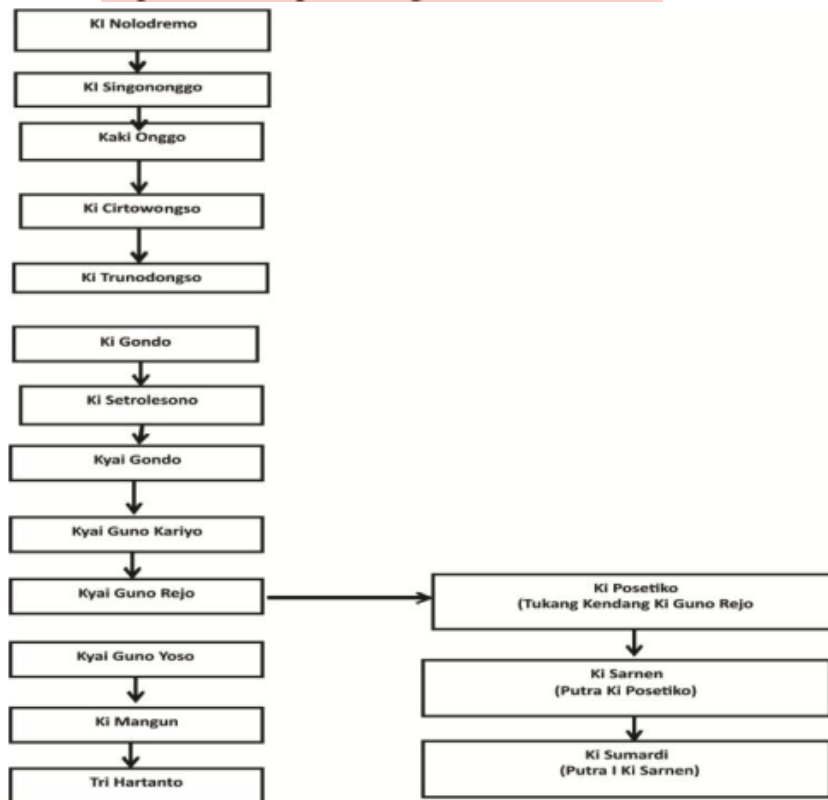 KI Nolodremo
KI Singononggo
Kaki Onggo
Ki Cirtowongso
Ki Trunodongso
Ki Gondo
Ki Setrolesono
Kyai Gondo
Kyai Guno Kariyo
Kyai Guno Rejo
Kyai Guno Yoso
Ki Mangun
Tri Hartanto
Ki Posetiko
(Tukang Kendang Ki Guno Rejo
Ki Sarnen
(Putra Ki Posetiko)
Ki Sumardi
(Putra I Ki Sarnen)